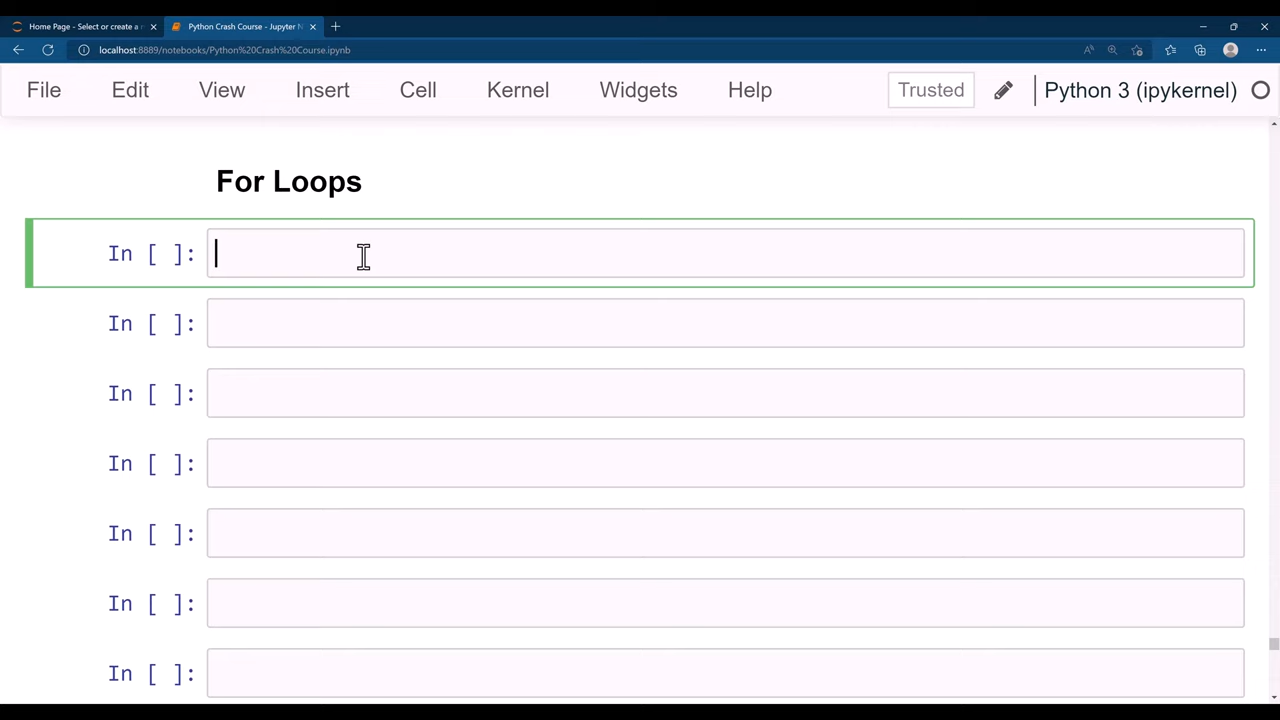 Home Page - Select or create a n
Python Crash Course - Jupyter N
localhost:8889/notebooks/Python%20Crash%20Course.ipynb
File Edit View Insert Cell Kernel Widgets Help Trusted Python 3 (ipykernel)
For Loops
In [ ]:
In [ ]:
In [ ]:
In [ ]:
In [ ]:
In [ ]:
In [ ]: